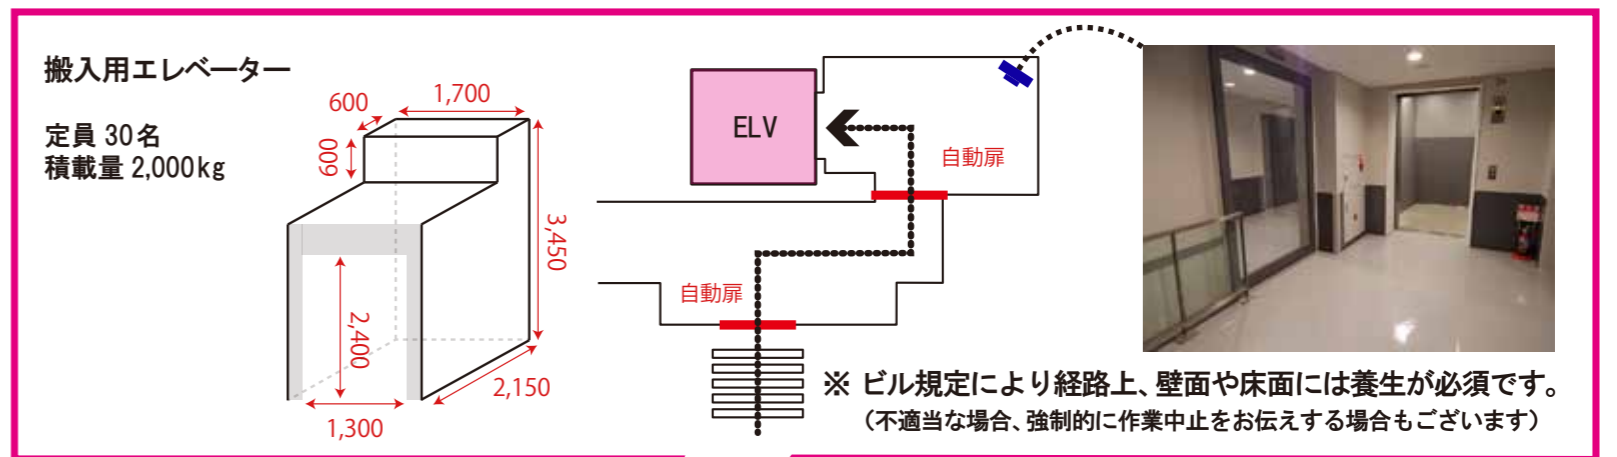 搬入用エレベーター
定員 30名
積載量 2,000kg
600
1,700
600
3,450
2,400
2,150
1,300
ELV
自動扉
自動扉
※ ビル規定により経路上、壁面や床面には養生が必須です。
（不適当な場合、強制的に作業中止をお伝えする場合もございます）